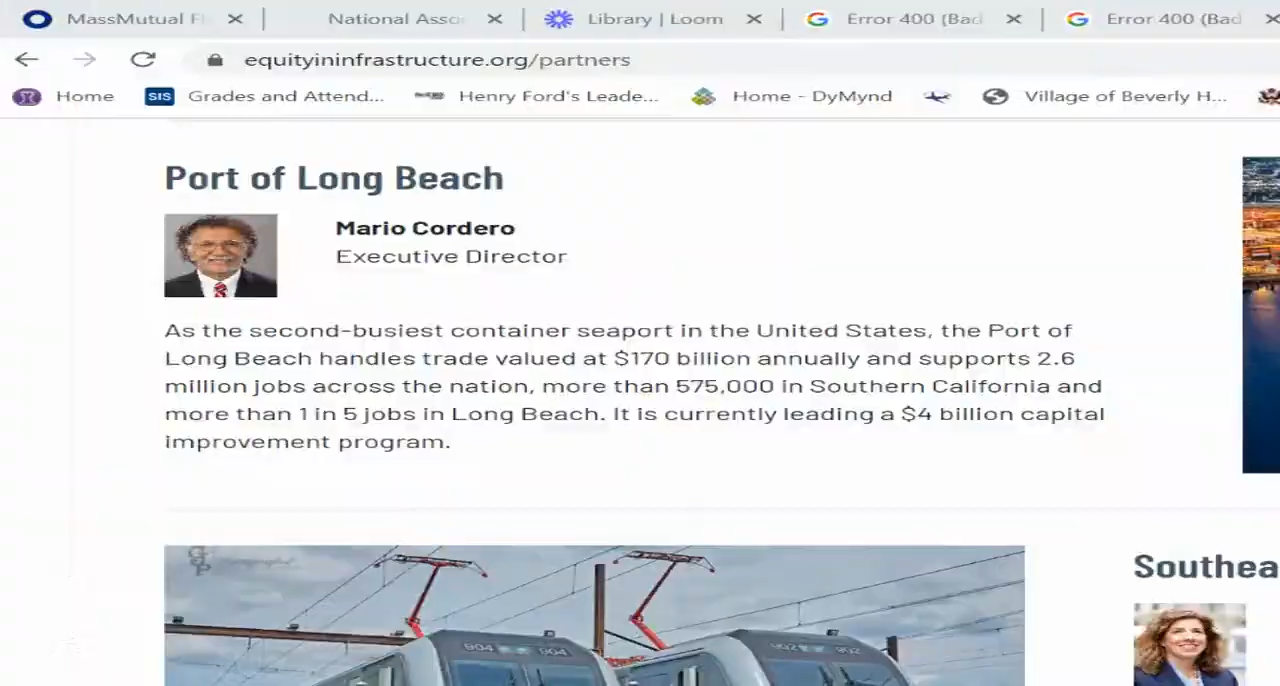 MassMutual F
National Asso
Library | Loom
Error 400 (Bad
Error 400 (Bad
equityininfrastructure.org/partners
Home
SIS
Grades and Attend...
Henry Ford's Leade...
Home - DyMynd
Village of Beverly H...
Port of Long Beach
Mario Cordero
Executive Director
As the second-busiest container seaport in the United States, the Port of
Long Beach handles trade valued at $170 billion annually and supports 2.6
million jobs across the nation, more than 575,000 in Southern California and
more than 1 in 5 jobs in Long Beach. It is currently leading a $4 billion capital
improvement program.
Southea
904 904
902 902